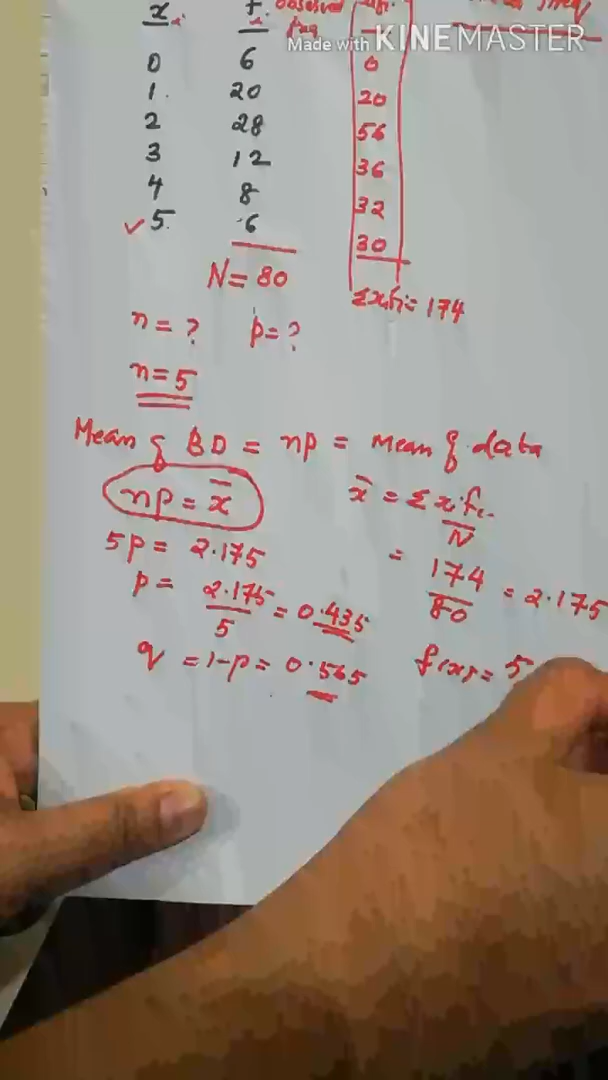 x f observed
x fre
Made with KINEMASTER
0 6 0
1. 20 20
2 28 56
3 12 36
4 8 32
✓ 5. 6 30
N = 80
Σxifi = 174
n = ? p = ?
n = 5
Mean of BD = np = mean of data
np = x̄ x̄ = Σxifi / N
5p = 2.175 = 174 / 80 = 2.175
p = 2.175 / 5 = 0.435
q = 1-p = 0.565 f(x) = 5